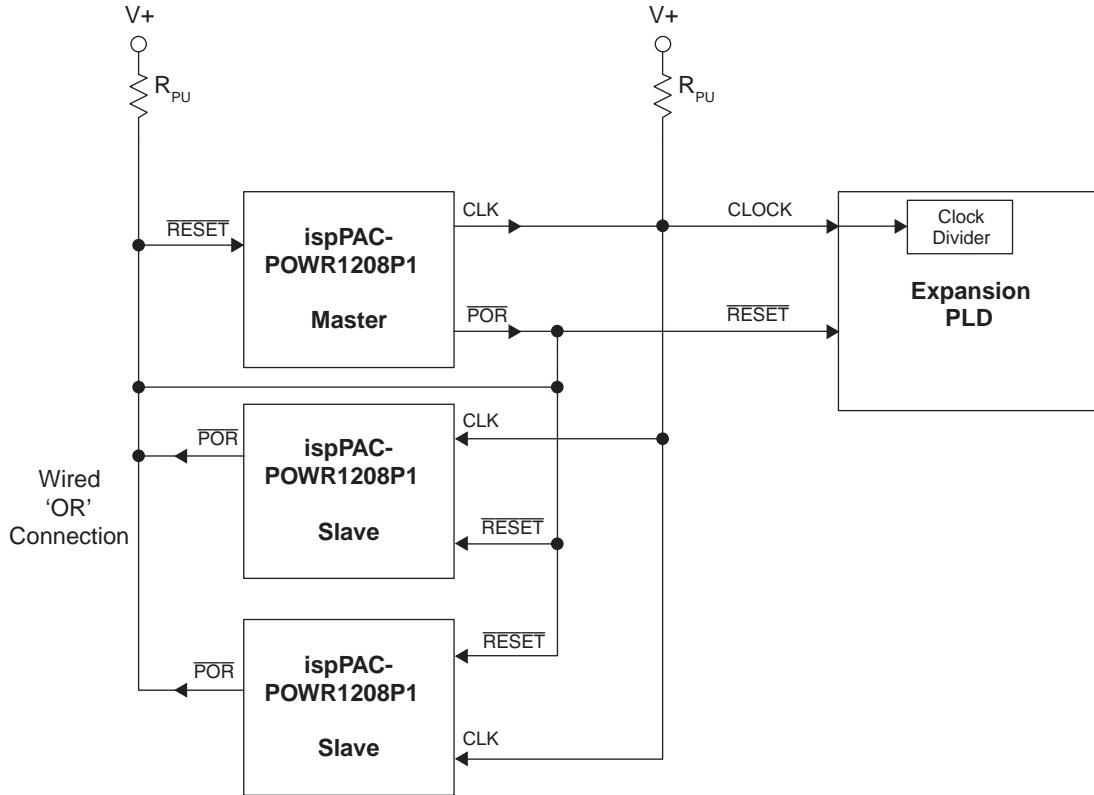 V+
V+
R_PU
R_PU
RESET
ispPAC-
POWR1208P1
Master
CLK
POR
CLOCK
RESET
Clock
Divider
Expansion
PLD
Wired
‘OR’
Connection
POR
ispPAC-
POWR1208P1
Slave
CLK
RESET
POR
ispPAC-
POWR1208P1
Slave
RESET
CLK